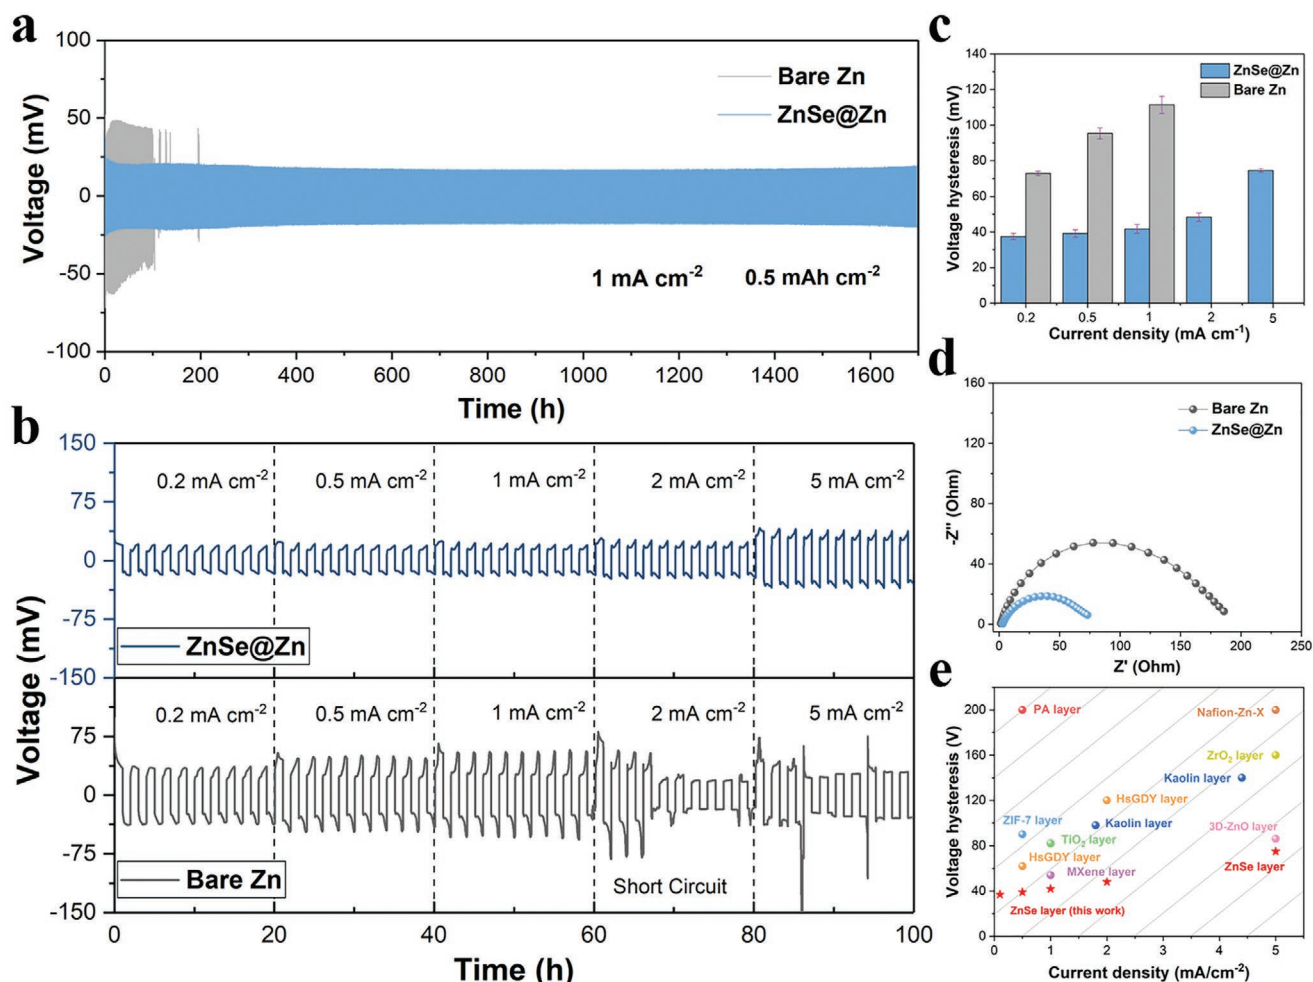 a
100
50
0
-50
-100
Voltage (mV)
Bare Zn
ZnSe@Zn
1 mA cm⁻²
0.5 mAh cm⁻²
0
200
400
600
800
1000
1200
1400
1600
Time (h)
b
150
75
0
-75
-150
75
0
-75
-150
Voltage (mV)
0.2 mA cm⁻²
0.5 mA cm⁻²
1 mA cm⁻²
2 mA cm⁻²
5 mA cm⁻²
ZnSe@Zn
0.2 mA cm⁻²
0.5 mA cm⁻²
1 mA cm⁻²
2 mA cm⁻²
5 mA cm⁻²
Bare Zn
Short Circuit
0
20
40
60
80
100
Time (h)
c
140
120
100
80
60
40
20
0
Voltage hysteresis (mV)
ZnSe@Zn
Bare Zn
0.2
0.5
1
2
5
Current density (mA cm⁻¹)
d
160
120
80
40
0
-Z'' (Ohm)
Bare Zn
ZnSe@Zn
0
50
100
150
200
250
Z' (Ohm)
e
200
160
120
80
40
0
Voltage hysteresis (V)
PA layer
Nafion-Zn-X
ZrO₂ layer
Kaolin layer
HsGDY layer
ZIF-7 layer
Kaolin layer
3D-ZnO layer
TiO₂ layer
HsGDY layer
MXene layer
ZnSe layer
ZnSe layer (this work)
0
1
2
3
4
5
Current density (mA/cm⁻²)